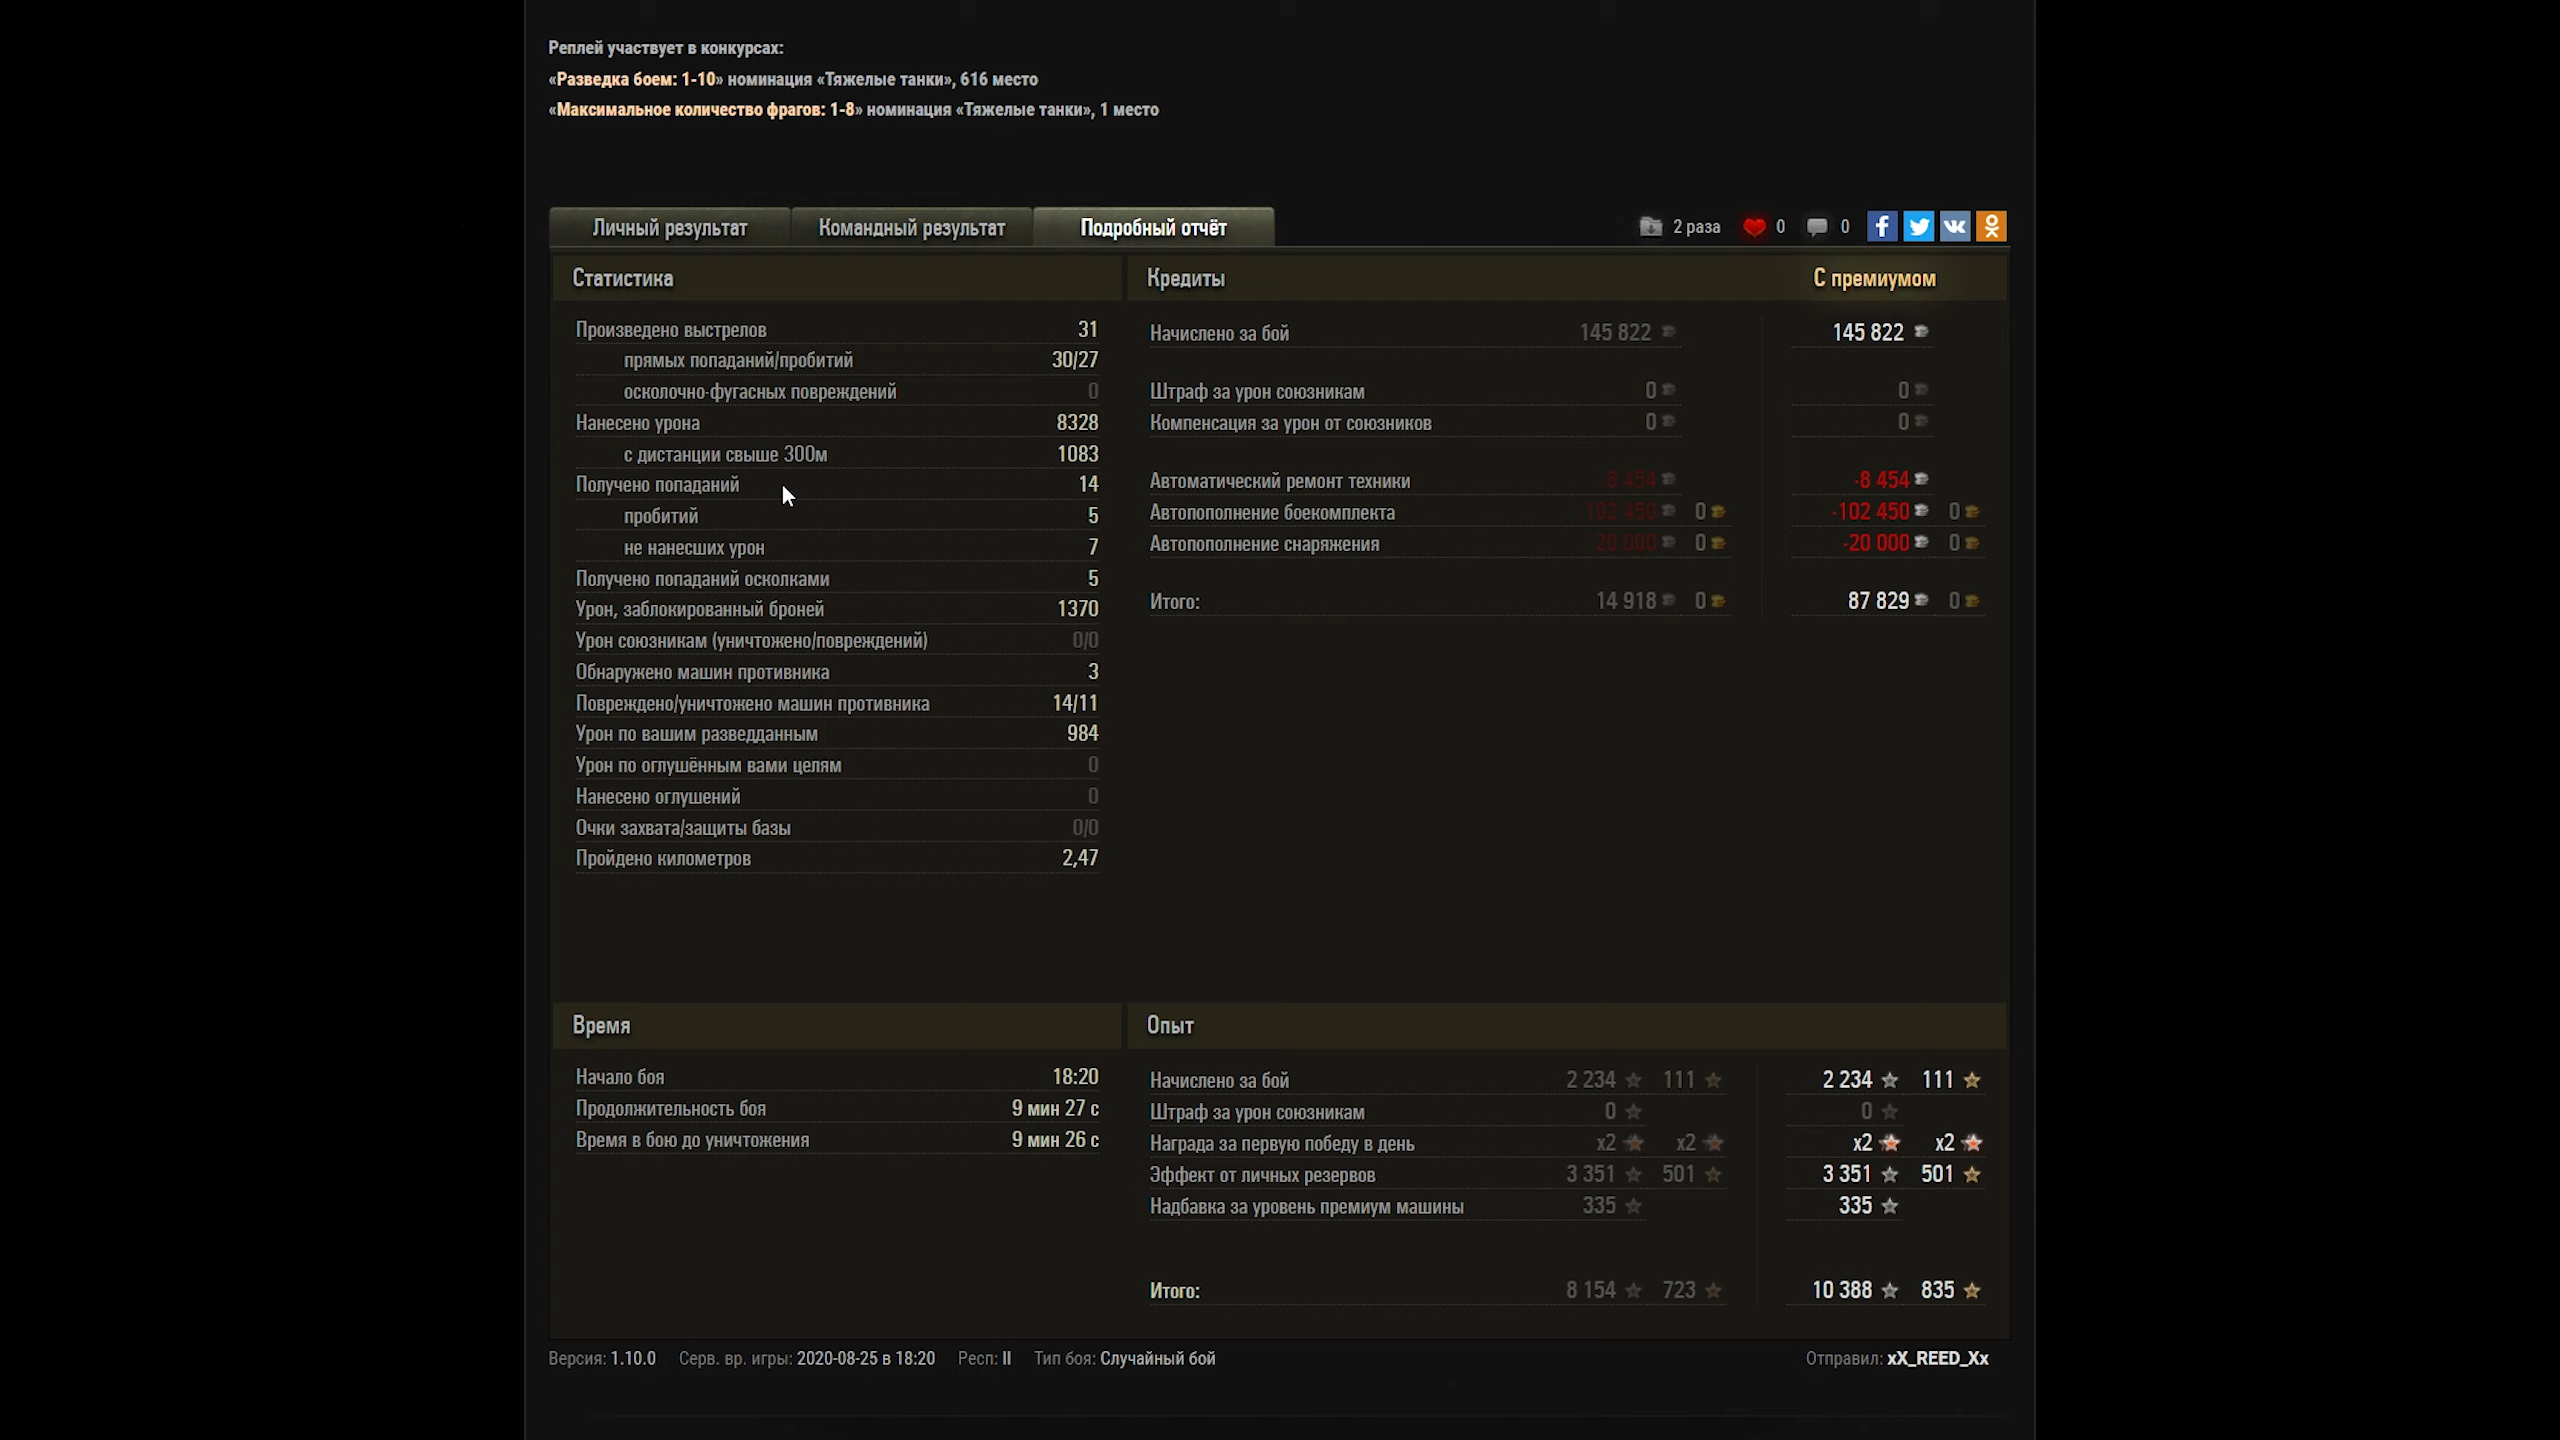 Реплей участвует в конкурсах:
«Разведка боем: 1-10» номинация «Тяжелые танки», 616 место
«Максимальное количество фрагов: 1-8» номинация «Тяжелые танки», 1 место
Личный результат Командный результат Подробный отчёт 2 раза 0 0
Статистика
Произведено выстрелов 31
прямых попаданий/пробитий 30/27
осколочно-фугасных повреждений 0
Нанесено урона 8328
с дистанции свыше 300м 1083
Получено попаданий 14
пробитий 5
не нанесших урон 7
Получено попаданий осколками 5
Урон, заблокированный броней 1370
Урон союзникам (уничтожено/повреждений) 0/0
Обнаружено машин противника 3
Повреждено/уничтожено машин противника 14/11
Урон по вашим разведданным 984
Урон по оглушённым вами целям 0
Нанесено оглушений 0
Очки захвата/защиты базы 0/0
Пройдено километров 2,47
Кредиты С премиумом
Начислено за бой 145 822 145 822
Штраф за урон союзникам 0 0
Компенсация за урон от союзников 0 0
Автоматический ремонт техники -8 454 -8 454
Автопополнение боекомплекта -102 450 0 -102 450 0
Автопополнение снаряжения -20 000 0 -20 000 0
Итого: 14 918 0 87 829 0
Время
Начало боя 18:20
Продолжительность боя 9 мин 27 с
Время в бою до уничтожения 9 мин 26 с
Опыт
Начислено за бой 2 234 111 2 234 111
Штраф за урон союзникам 0 0
Награда за первую победу в день x2 x2 x2 x2
Эффект от личных резервов 3 351 501 3 351 501
Надбавка за уровень премиум машины 335 335
Итого: 8 154 723 10 388 835
Версия: 1.10.0 Серв. вр. игры: 2020-08-25 в 18:20 Респ: II Тип боя: Случайный бой Отправил: xX_REED_Xx